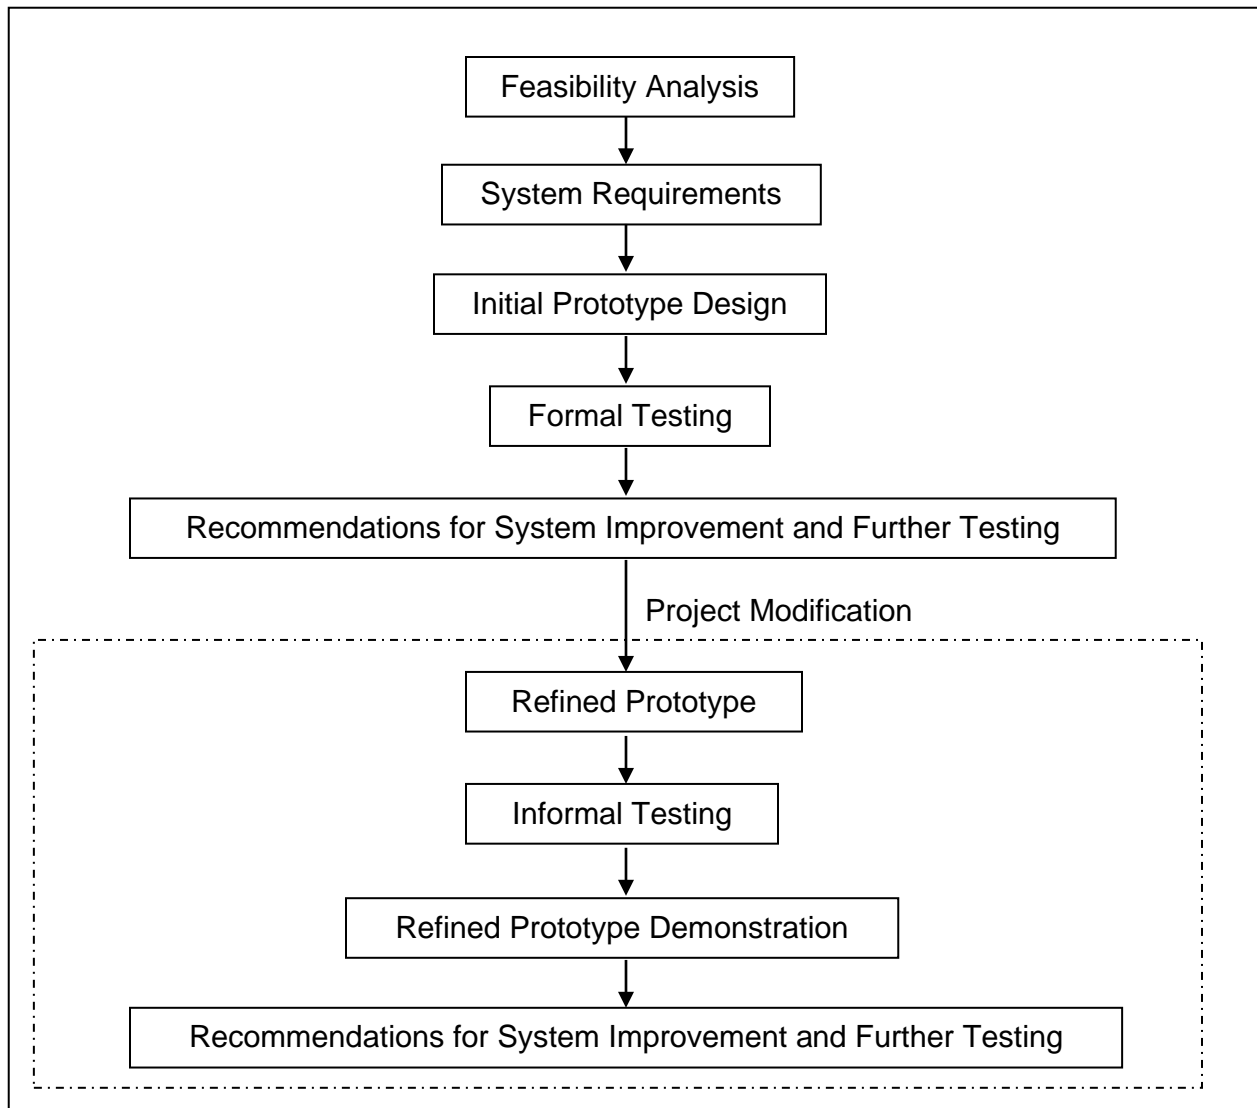 Feasibility Analysis
System Requirements
Initial Prototype Design
Formal Testing
Recommendations for System Improvement and Further Testing
Project Modification
Refined Prototype
Informal Testing
Refined Prototype Demonstration
Recommendations for System Improvement and Further Testing